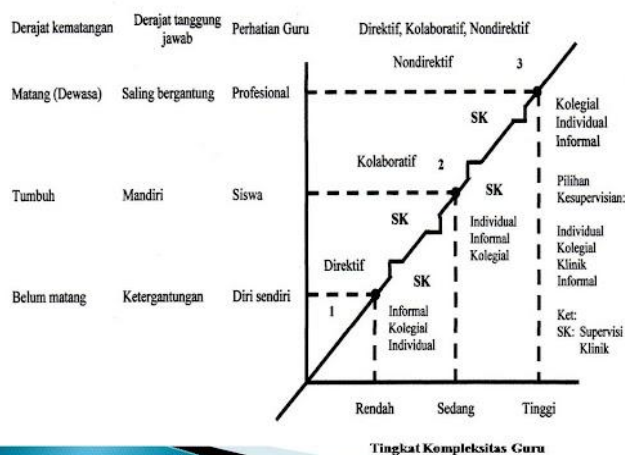 Derajat kematangan
Derajat tanggung
jawab
Perhatian Guru
Direktif, Kolaboratif, Nondirektif
Nondirektif
3
Matang (Dewasa)
Saling bergantung
Profesional
SK
Kolegial
Individual
Informal
Kolaboratif
2
Tumbuh
Mandiri
Siswa
SK
SK
Individual
Informal
Kolegial
Pilihan
Kesupervisian:
Individual
Kolegial
Klinik
Informal
Direktif
SK
Belum matang
Ketergantungan
Diri sendiri
1
Informal
Kolegial
Individual
Ket:
SK: Supervisi
Klinik
Rendah
Sedang
Tinggi
Tingkat Kompleksitas Guru